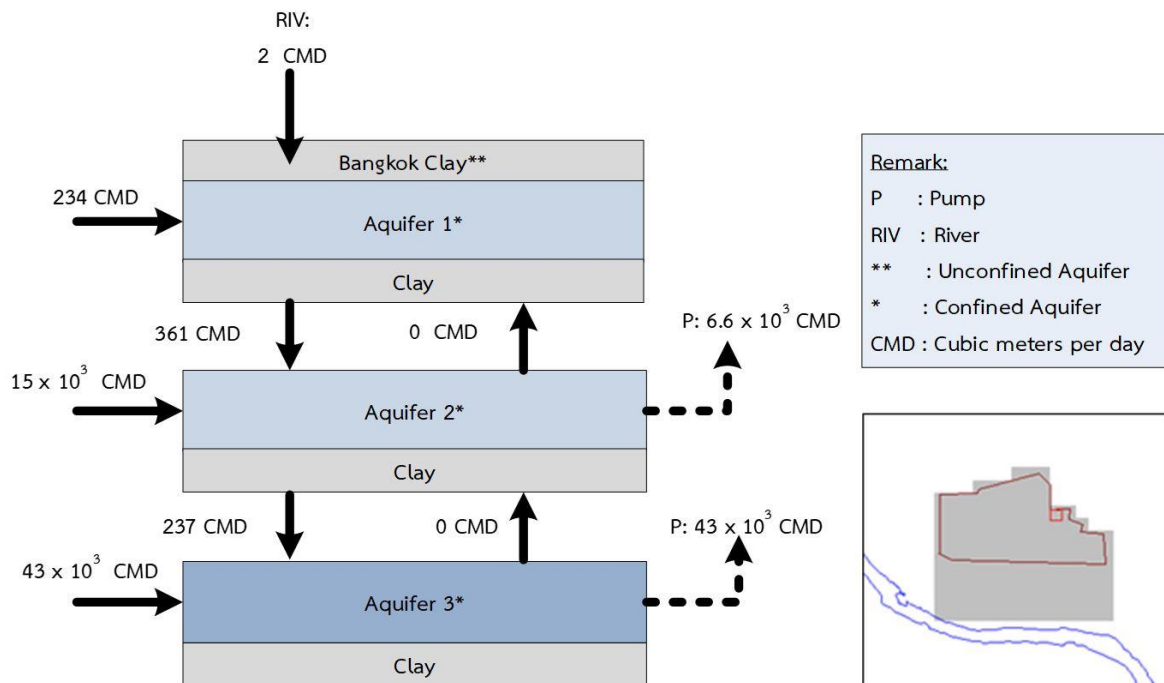 RIV:
2 CMD
Bangkok Clay**
234 CMD
Aquifer 1*
Clay
361 CMD
0 CMD
P: 6.6 x 10³ CMD
15 x 10³ CMD
Aquifer 2*
Clay
237 CMD
0 CMD
P: 43 x 10³ CMD
43 x 10³ CMD
Aquifer 3*
Clay
Remark:
P : Pump
RIV : River
** : Unconfined Aquifer
* : Confined Aquifer
CMD : Cubic meters per day